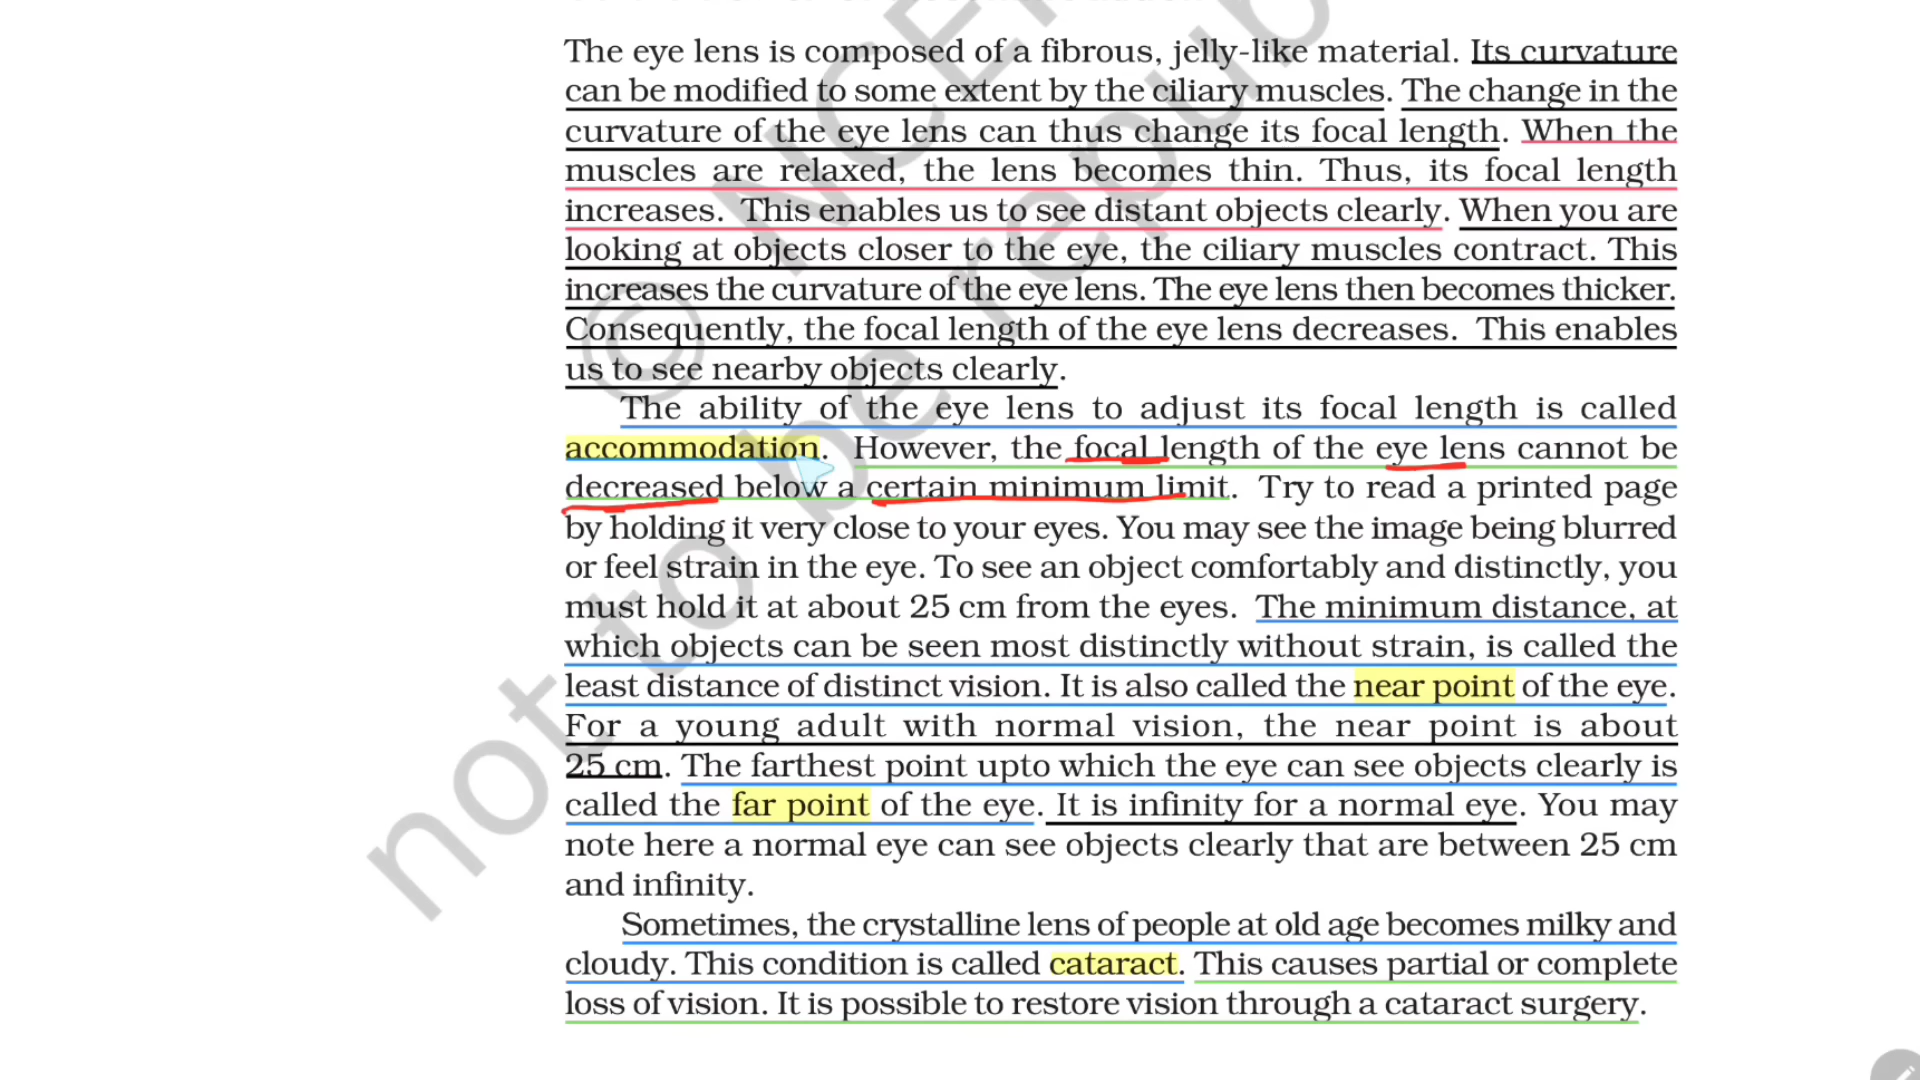 The eye lens is composed of a fibrous, jelly-like material. Its curvature
can be modified to some extent by the ciliary muscles. The change in the
curvature of the eye lens can thus change its focal length. When the
muscles are relaxed, the lens becomes thin. Thus, its focal length
increases. This enables us to see distant objects clearly. When you are
looking at objects closer to the eye, the ciliary muscles contract. This
increases the curvature of the eye lens. The eye lens then becomes thicker.
Consequently, the focal length of the eye lens decreases. This enables
us to see nearby objects clearly.
The ability of the eye lens to adjust its focal length is called
accommodation. However, the focal length of the eye lens cannot be
decreased below a certain minimum limit. Try to read a printed page
by holding it very close to your eyes. You may see the image being blurred
or feel strain in the eye. To see an object comfortably and distinctly, you
must hold it at about 25 cm from the eyes. The minimum distance, at
which objects can be seen most distinctly without strain, is called the
least distance of distinct vision. It is also called the near point of the eye.
For a young adult with normal vision, the near point is about
25 cm. The farthest point upto which the eye can see objects clearly is
called the far point of the eye. It is infinity for a normal eye. You may
note here a normal eye can see objects clearly that are between 25 cm
and infinity.
Sometimes, the crystalline lens of people at old age becomes milky and
cloudy. This condition is called cataract. This causes partial or complete
loss of vision. It is possible to restore vision through a cataract surgery.
© NCE
not to be repub